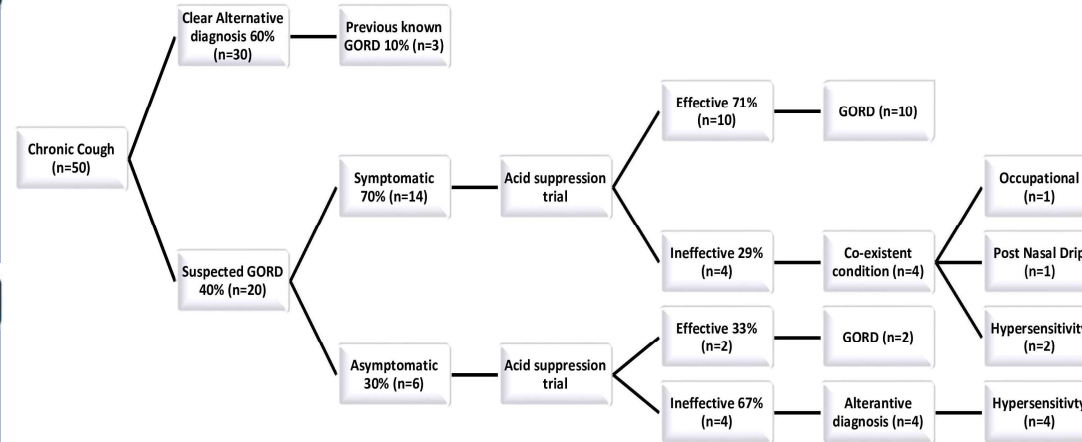 Clear Alternative
diagnosis 60%
(n=30)
Previous known
GORD 10% (n=3)
Chronic Cough
(n=50)
Suspected GORD
40% (n=20)
Symptomatic
70% (n=14)
Acid suppression
trial
Effective 71%
(n=10)
GORD (n=10)
Ineffective 29%
(n=4)
Co-existent
condition (n=4)
Occupational
(n=1)
Post Nasal Drip
(n=1)
Hypersensitivity
(n=2)
Asymptomatic
30% (n=6)
Acid suppression
trial
Effective 33%
(n=2)
GORD (n=2)
Ineffective 67%
(n=4)
Alterantive
diagnosis (n=4)
Hypersensitivty
(n=4)